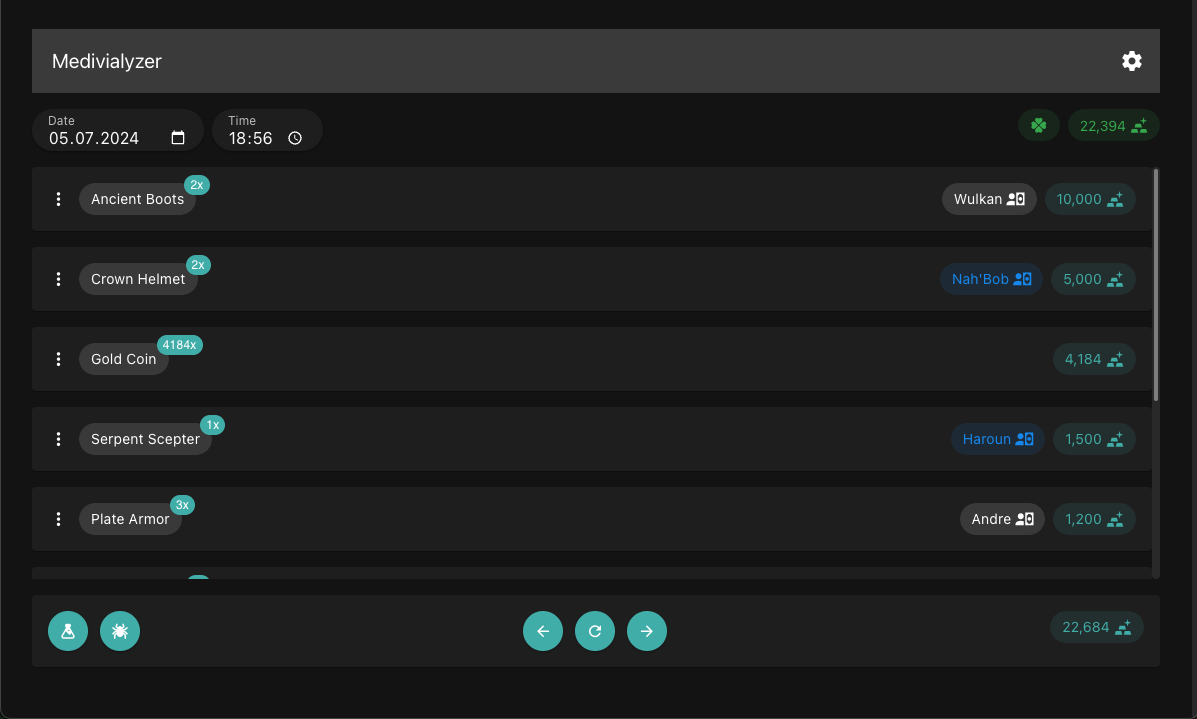 Medivialyzer
Date
05.07.2024
Time
18:56
22,394
Ancient Boots 2x Wulkan 10,000
Crown Helmet 2x Nah'Bob 5,000
Gold Coin 4184x 4,184
Serpent Scepter 1x Haroun 1,500
Plate Armor 3x Andre 1,200
22,684